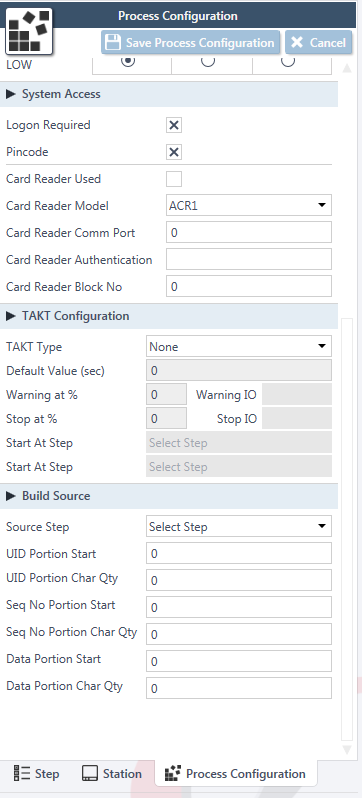 Process Configuration
Save Process Configuration
Cancel
LOW
System Access
Logon Required
Pincode
Card Reader Used
Card Reader Model ACR1
Card Reader Comm Port 0
Card Reader Authentication
Card Reader Block No 0
TAKT Configuration
TAKT Type None
Default Value (sec) 0
Warning at % 0 Warning IO
Stop at % 0 Stop IO
Start At Step Select Step
Start At Step Select Step
Build Source
Source Step Select Step
UID Portion Start 0
UID Portion Char Qty 0
Seq No Portion Start 0
Seq No Portion Char Qty 0
Data Portion Start 0
Data Portion Char Qty 0
Step Station Process Configuration